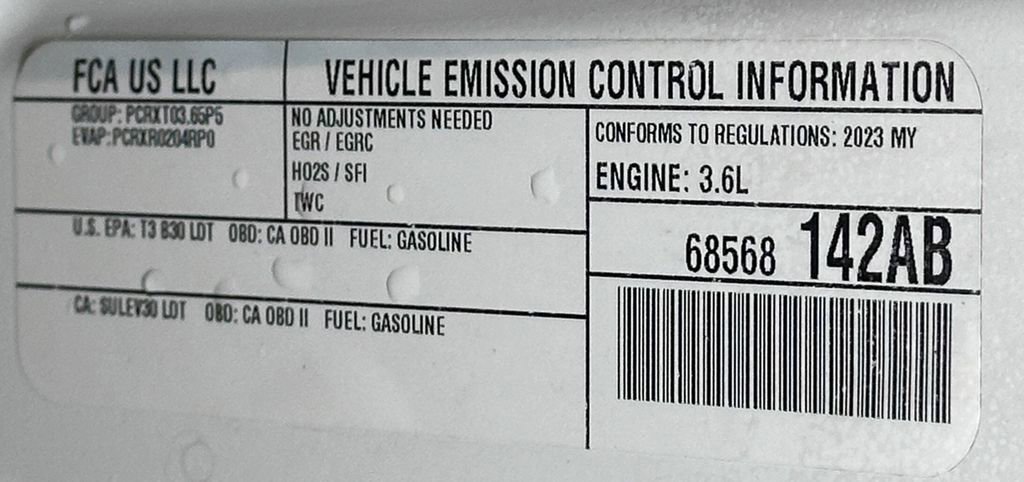 FCA US LLC
VEHICLE EMISSION CONTROL INFORMATION
GROUP: PCRXT03.65P5
EVAP: PCRXR0204RP0
NO ADJUSTMENTS NEEDED
EGR / EGRC
HO2S / SFI
TWC
CONFORMS TO REGULATIONS: 2023 MY
ENGINE: 3.6L
U.S. EPA: T3 B30 LDT OBD: CA OBD II FUEL: GASOLINE
68568 142AB
CA: SULEV30 LDT OBD: CA OBD II FUEL: GASOLINE